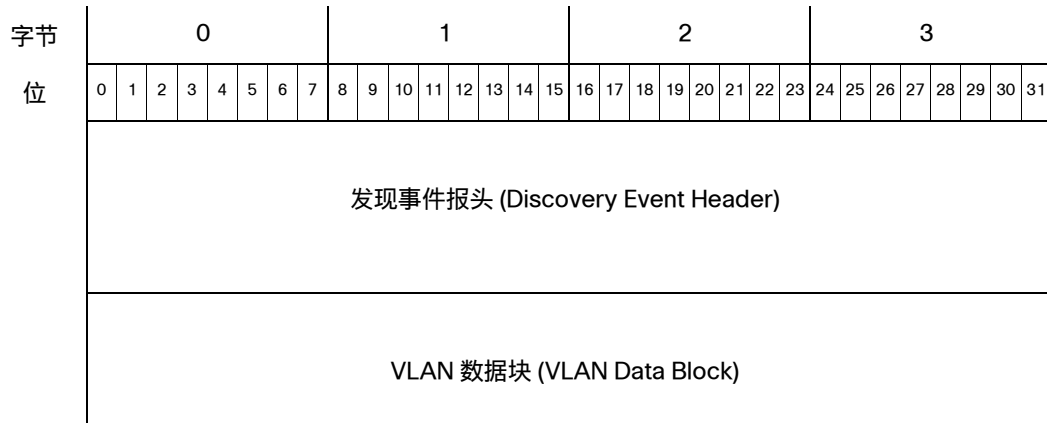 字节 0 1 2 3
位 0 1 2 3 4 5 6 7 8 9 10 11 12 13 14 15 16 17 18 19 20 21 22 23 24 25 26 27 28 29 30 31
发现事件报头 (Discovery Event Header)
VLAN 数据块 (VLAN Data Block)